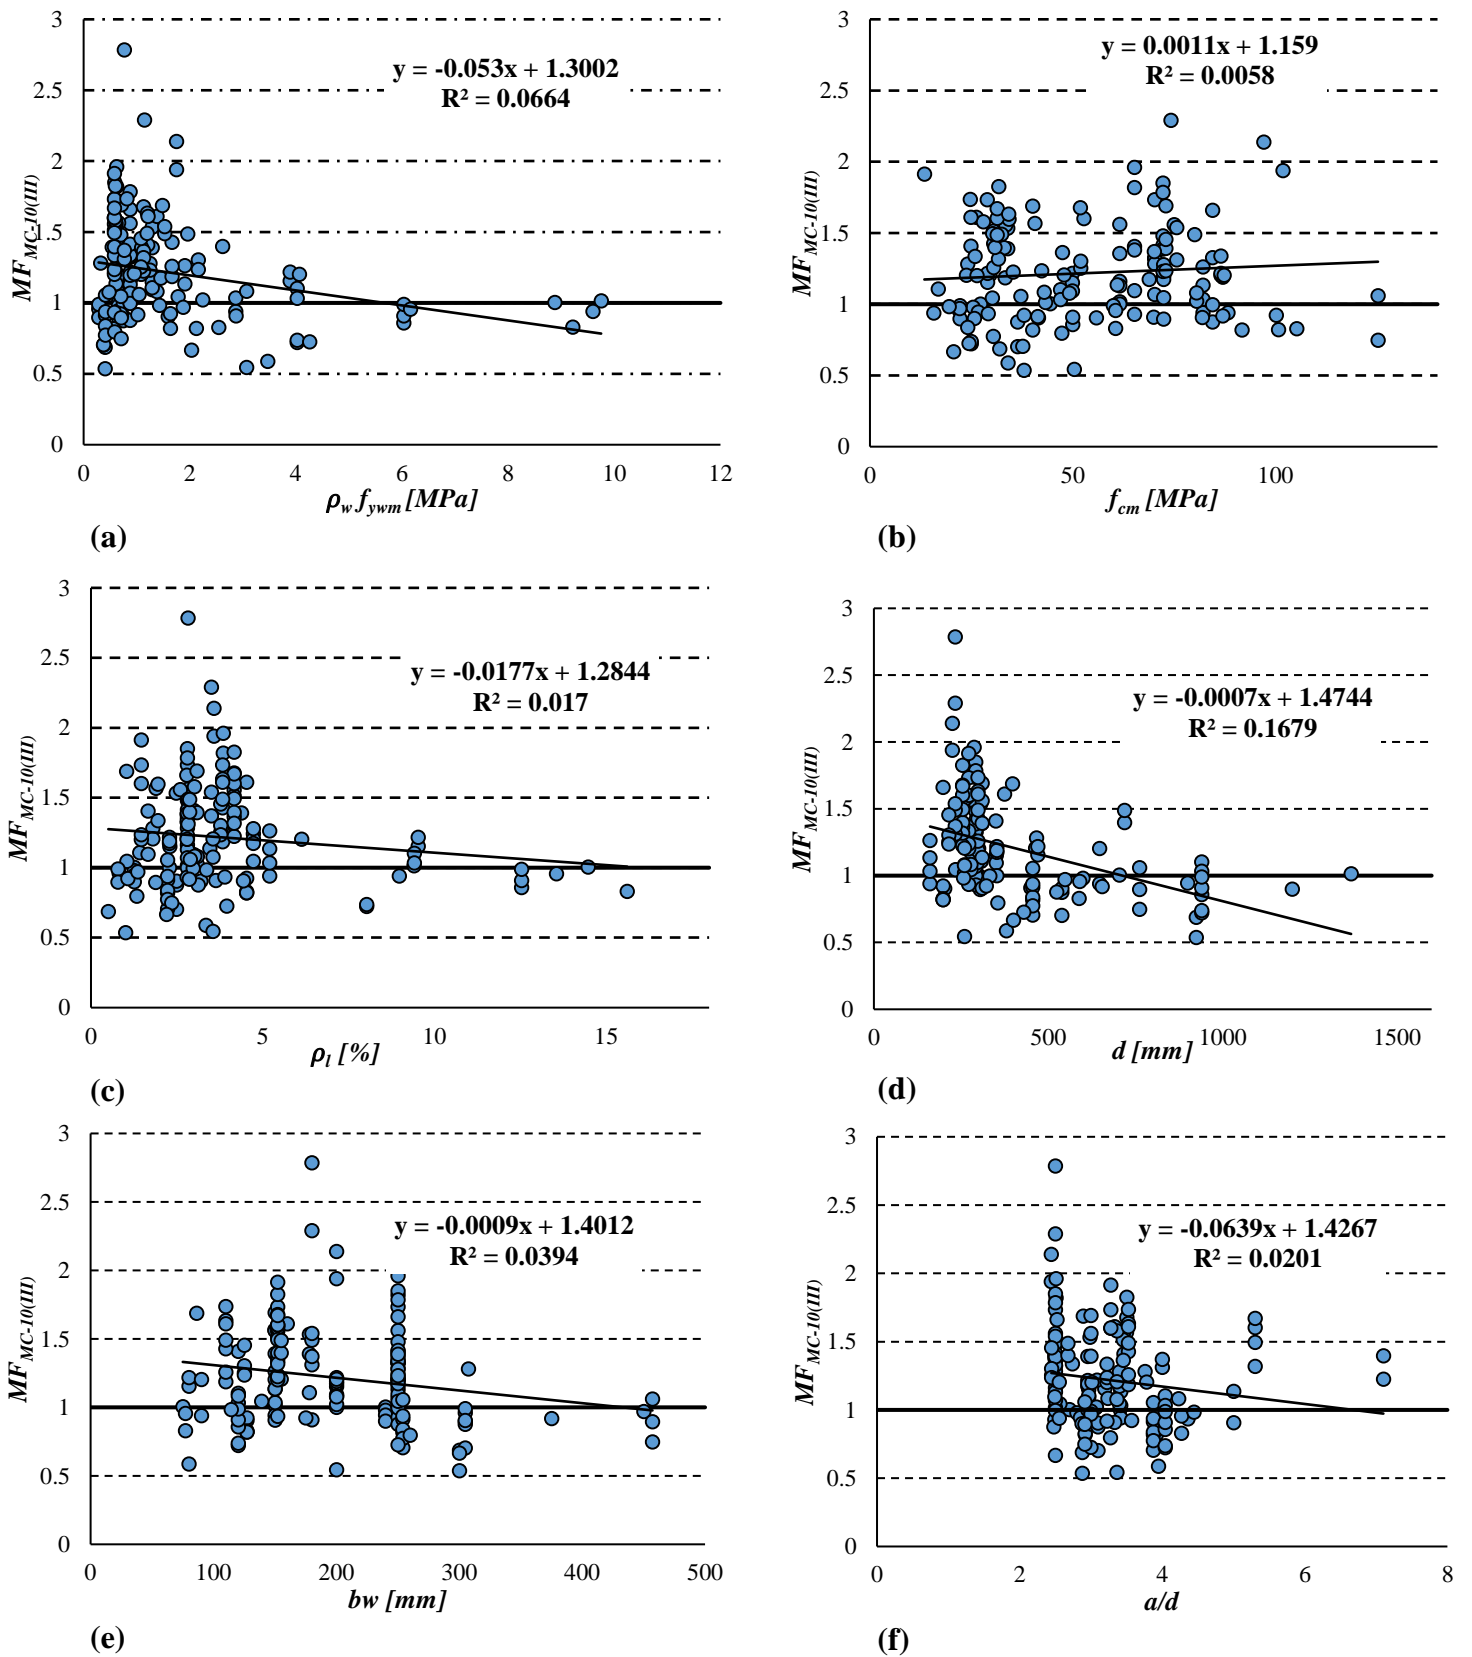 3
2.5
2
1.5
1
0.5
0
MF MC-10(III)
y = -0.053x + 1.3002
R² = 0.0664
0 2 4 6 8 10 12
ρw fywm [MPa]
(a)
3
2.5
2
1.5
1
0.5
0
MF MC-10(III)
y = 0.0011x + 1.159
R² = 0.0058
0 50 100
fcm [MPa]
(b)
3
2.5
2
1.5
1
0.5
0
MF MC-10(III)
y = -0.0177x + 1.2844
R² = 0.017
0 5 10 15
ρl [%]
(c)
3
2.5
2
1.5
1
0.5
0
MF MC-10(III)
y = -0.0007x + 1.4744
R² = 0.1679
0 500 1000 1500
d [mm]
(d)
3
2.5
2
1.5
1
0.5
0
MF MC-10(III)
y = -0.0009x + 1.4012
R² = 0.0394
0 100 200 300 400 500
bw [mm]
(e)
3
2.5
2
1.5
1
0.5
0
MF MC-10(III)
y = -0.0639x + 1.4267
R² = 0.0201
0 2 4 6 8
a/d
(f)